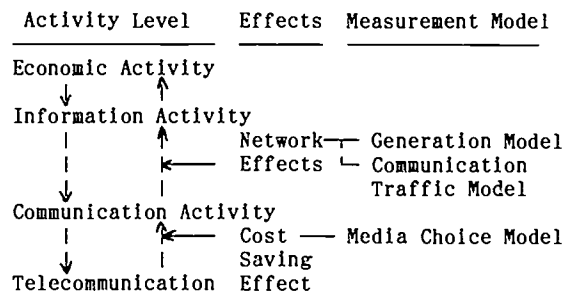 Activity Level Effects Measurement Model
Economic Activity
Information Activity
Network Generation Model
Effects Communication
Traffic Model
Communication Activity
Cost Media Choice Model
Saving
Telecommunication Effect